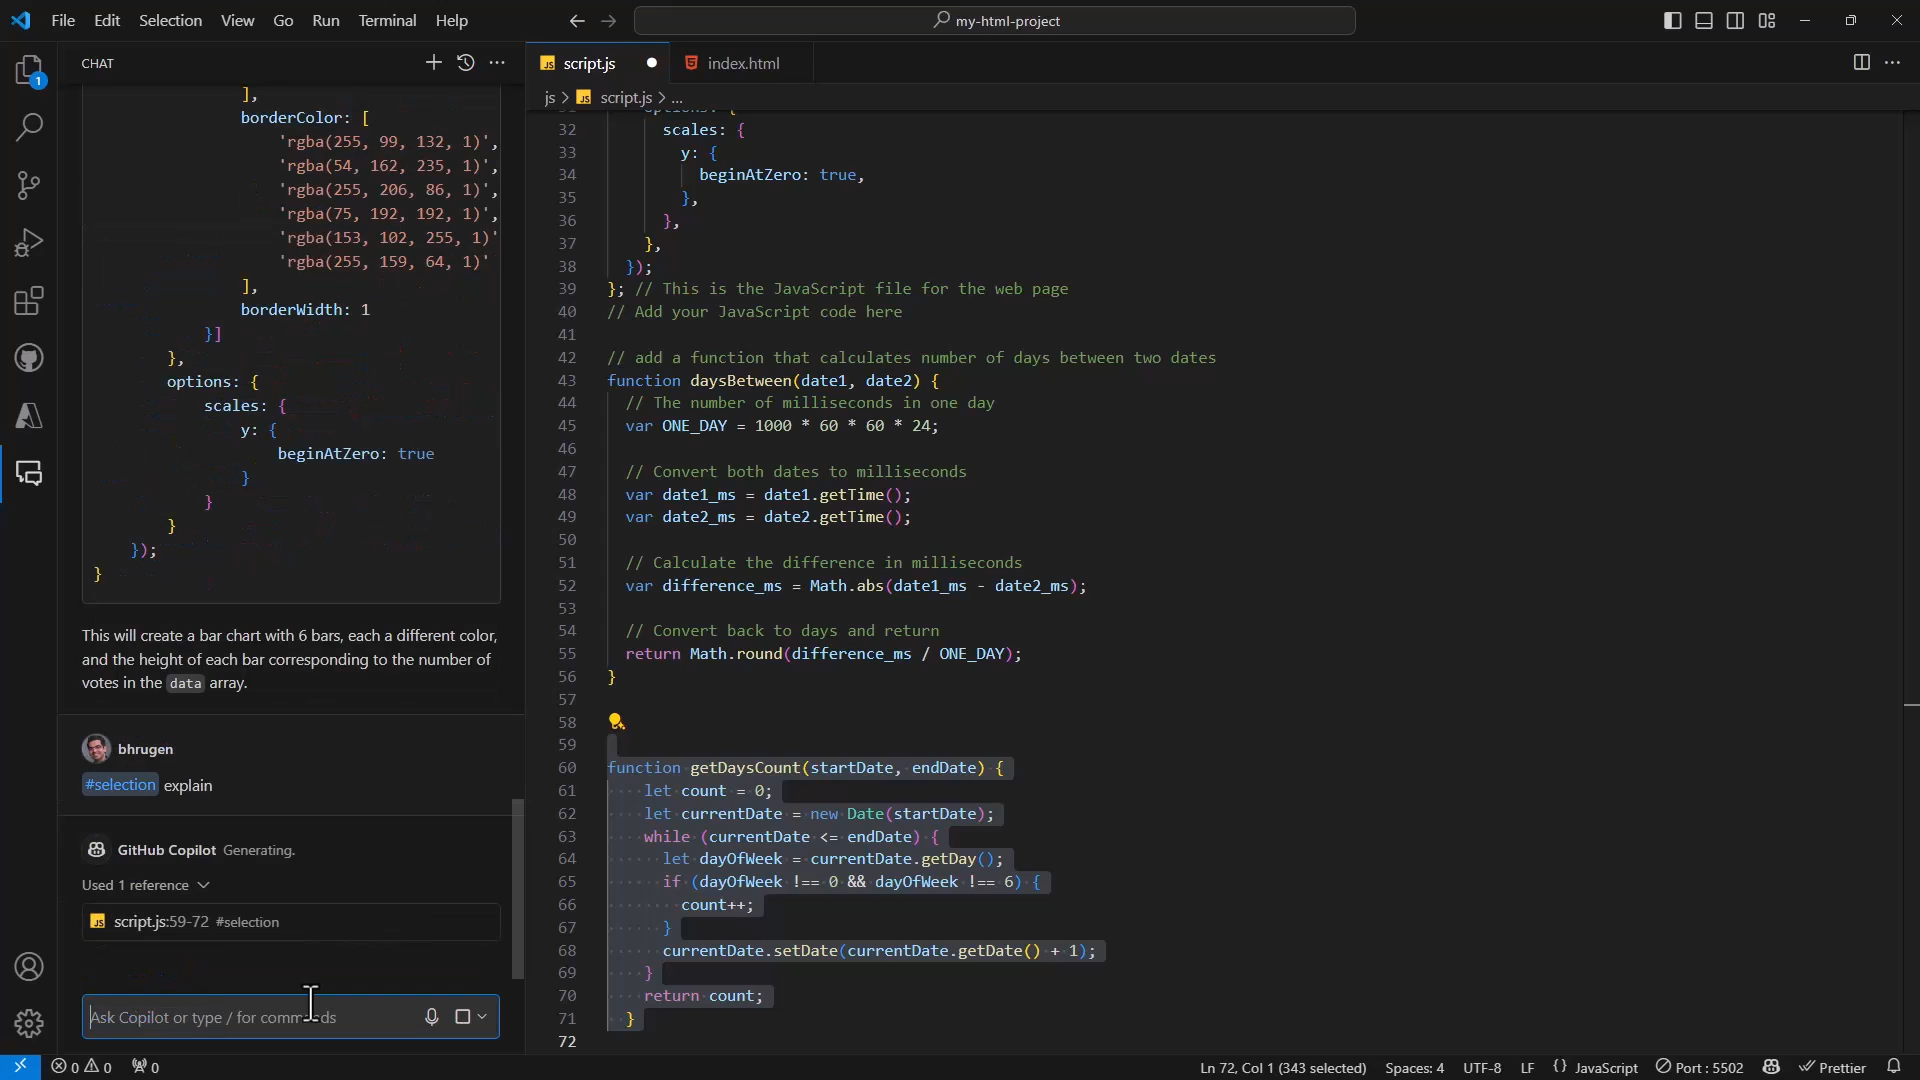 File Edit Selection View Go Run Terminal Help
my-html-project
1
CHAT
],
borderColor: [
'rgba(255, 99, 132, 1)',
'rgba(54, 162, 235, 1)',
'rgba(255, 206, 86, 1)',
'rgba(75, 192, 192, 1)',
'rgba(153, 102, 255, 1)'
'rgba(255, 159, 64, 1)'
],
borderWidth: 1
}]
},
options: {
scales: {
y: {
beginAtZero: true
}
}
}
});
}
This will create a bar chart with 6 bars, each a different color,
and the height of each bar corresponding to the number of
votes in the data array.
bhrugen
#selection explain
GitHub Copilot Generating.
Used 1 reference
JS script.js:59-72 #selection
Ask Copilot or type / for commands
JS script.js
index.html
js > JS script.js > ...
32 scales: {
33 y: {
34 beginAtZero: true,
35 },
36 },
37 },
38 });
39 }; // This is the JavaScript file for the web page
40 // Add your JavaScript code here
41
42 // add a function that calculates number of days between two dates
43 function daysBetween(date1, date2) {
44 // The number of milliseconds in one day
45 var ONE_DAY = 1000 * 60 * 60 * 24;
46
47 // Convert both dates to milliseconds
48 var date1_ms = date1.getTime();
49 var date2_ms = date2.getTime();
50
51 // Calculate the difference in milliseconds
52 var difference_ms = Math.abs(date1_ms - date2_ms);
53
54 // Convert back to days and return
55 return Math.round(difference_ms / ONE_DAY);
56 }
57
58
59
60 function getDaysCount(startDate, endDate) {
61 let count = 0;
62 let currentDate = new Date(startDate);
63 while (currentDate <= endDate) {
64 let dayOfWeek = currentDate.getDay();
65 if (dayOfWeek !== 0 && dayOfWeek !== 6) {
66 count++;
67 }
68 currentDate.setDate(currentDate.getDate() + 1);
69 }
70 return count;
71 }
72
0 0 0
Ln 72, Col 1 (343 selected) Spaces: 4 UTF-8 LF {} JavaScript Port : 5502 Prettier